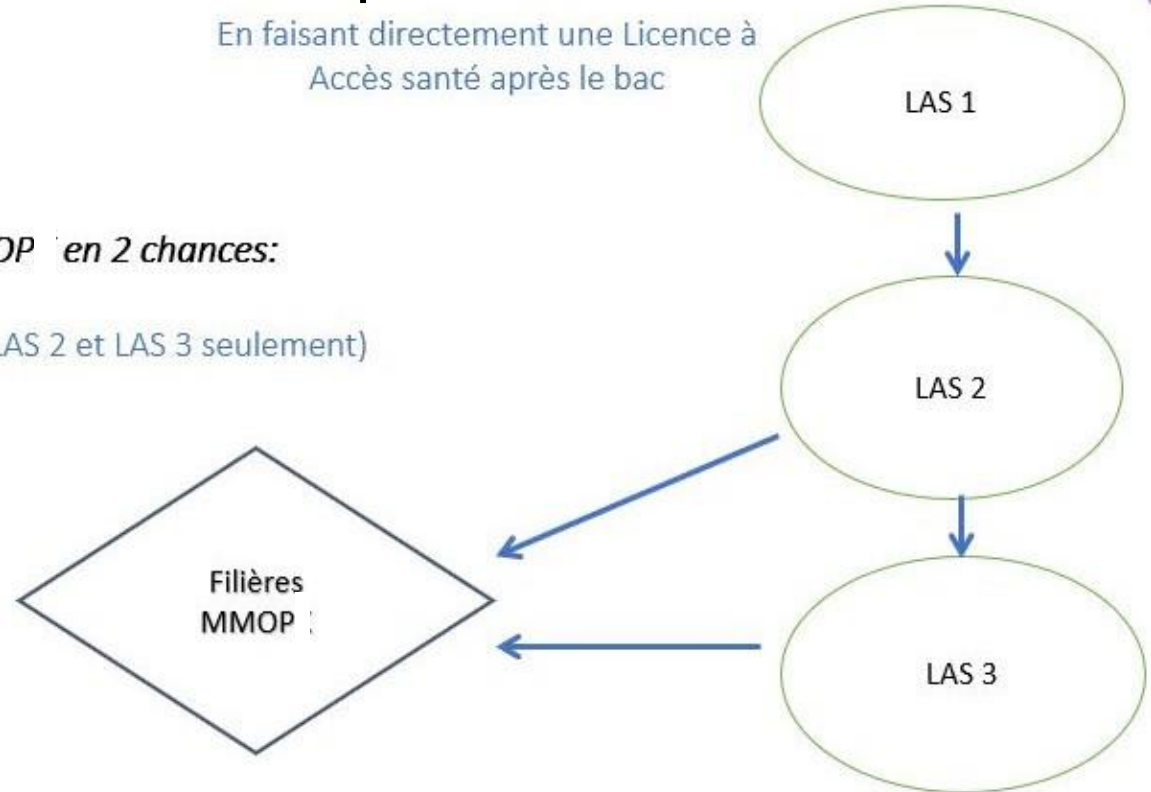 En faisant directement une Licence à
Accès santé après le bac
LAS 1
OP en 2 chances:
LAS 2 et LAS 3 seulement)
LAS 2
Filières
MMOP
LAS 3